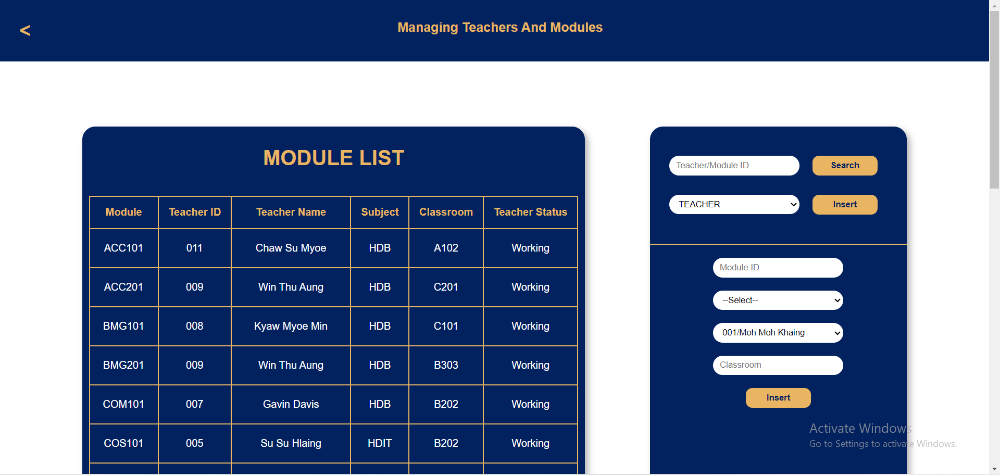 <
Managing Teachers And Modules
MODULE LIST
Module Teacher ID Teacher Name Subject Classroom Teacher Status
ACC101 011 Chaw Su Myoe HDB A102 Working
ACC201 009 Win Thu Aung HDB C201 Working
BMG101 008 Kyaw Myoe Min HDB C101 Working
BMG201 009 Win Thu Aung HDB B303 Working
COM101 007 Gavin Davis HDB B202 Working
COS101 005 Su Su Hlaing HDIT B202 Working
Teacher/Module ID Search
TEACHER Insert
Module ID
--Select--
001/Moh Moh Khaing
Classroom
Insert
Activate Windows
Go to Settings to activate Windows.